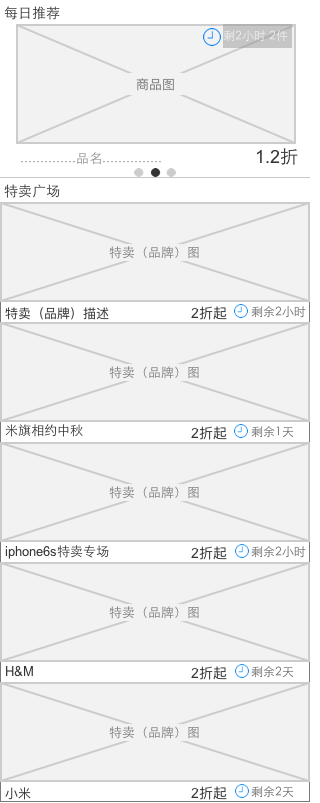 每日推荐
剩2小时 2件
商品图
...............品名................ 1.2折
特卖广场
特卖（品牌）图
特卖（品牌）描述 2折起 剩余2小时
特卖（品牌）图
米旗相约中秋 2折起 剩余1天
特卖（品牌）图
iphone6s特卖专场 2折起 剩余2小时
特卖（品牌）图
H&M 2折起 剩余2天
特卖（品牌）图
小米 2折起 剩余2天